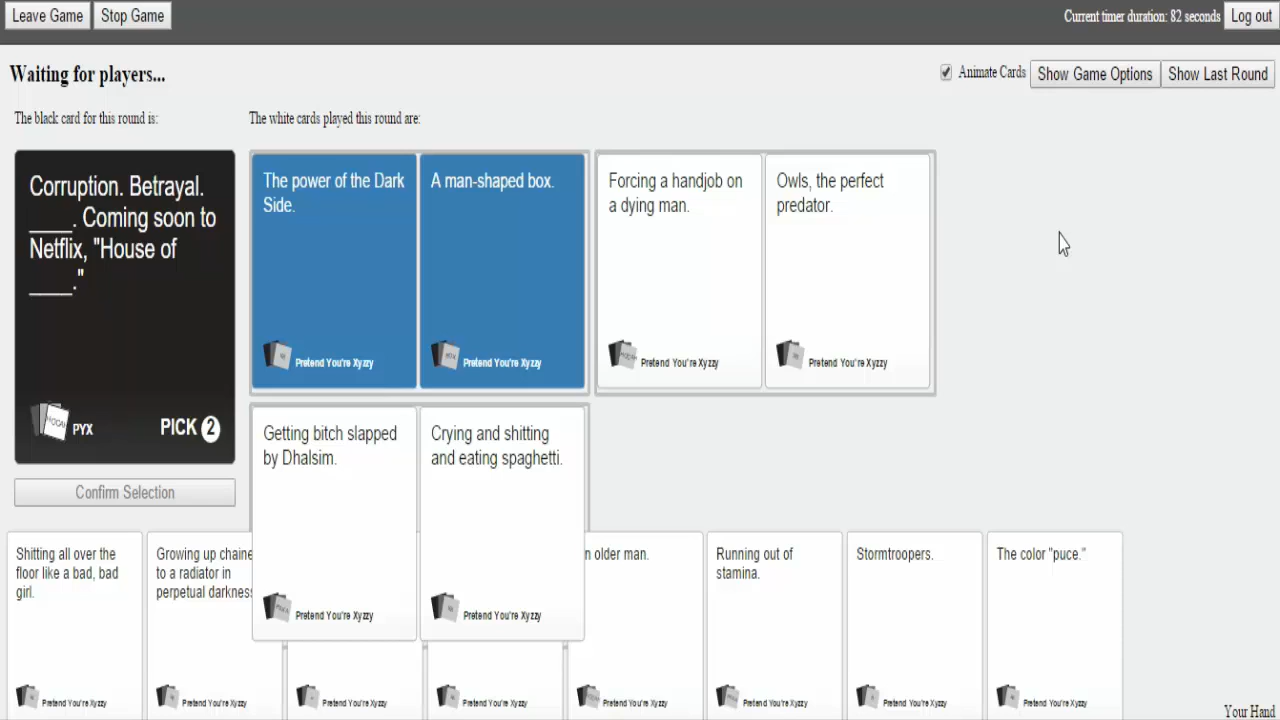 Leave Game Stop Game
Current timer duration: 82 seconds Log out
Waiting for players...
Animate Cards Show Game Options Show Last Round
The black card for this round is:
The white cards played this round are:
Corruption. Betrayal.
____. Coming soon to
Netflix, "House of
____."
PYX
PICK 2
Confirm Selection
The power of the Dark
Side.
Pretend You're Xyzzy
A man-shaped box.
Pretend You're Xyzzy
Forcing a handjob on
a dying man.
Pretend You're Xyzzy
Owls, the perfect
predator.
Pretend You're Xyzzy
Getting bitch slapped
by Dhalsim.
Pretend You're Xyzzy
Crying and shitting
and eating spaghetti.
Pretend You're Xyzzy
Shitting all over the
floor like a bad, bad
girl.
Pretend You're Xyzzy
Growing up chaine
to a radiator in
perpetual darkness
Pretend You're Xyzzy
Pretend You're Xyzzy
Pretend You're Xyzzy
n older man.
Pretend You're Xyzzy
Running out of
stamina.
Pretend You're Xyzzy
Stormtroopers.
Pretend You're Xyzzy
The color "puce."
Pretend You're Xyzzy
Your Hand